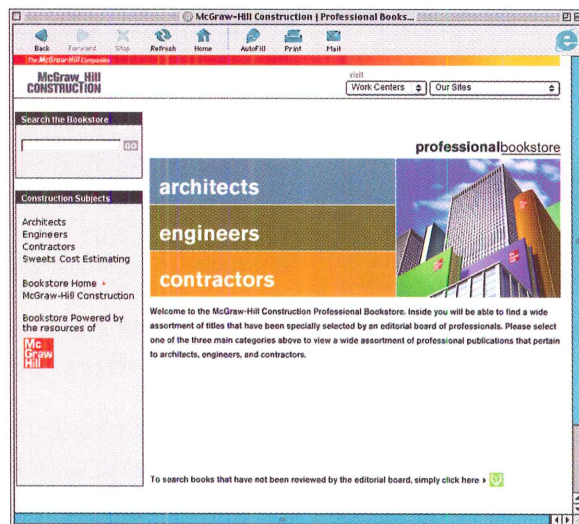 McGraw-Hill Construction | Professional Books...
Back Forward Stop Refresh Home AutoFill Print Mail
The McGraw-Hill Companies
McGraw_Hill
CONSTRUCTION
visit
Work Centers
Our Sites
Search the Bookstore
GO
professionalbookstore
Construction Subjects
Architects
Engineers
Contractors
Sweets Cost Estimating
Bookstore Home
McGraw-Hill Construction
Bookstore Powered by
the resources of
Mc
Graw
Hill
architects
engineers
contractors
Welcome to the McGraw-Hill Construction Professional Bookstore. Inside you will be able to find a wide
assortment of titles that have been specially selected by an editorial board of professionals. Please select
one of the three main categories above to view a wide assortment of professional publications that pertain
to architects, engineers, and contractors.
To search books that have not been reviewed by the editorial board, simply click here